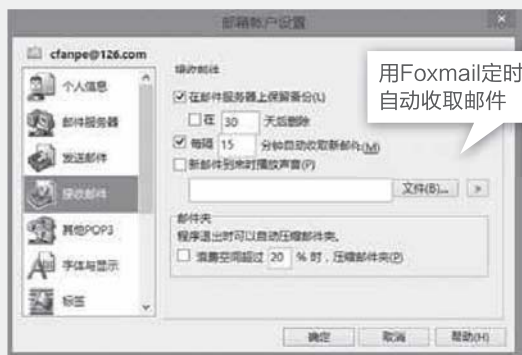 邮箱帐户设置
cfanpe@126.com
个人信息
邮件服务器
发送邮件
接收邮件
其他POP3
字体与显示
标签
接收邮件
在邮件服务器上保留备分(L)
在 30 天后删除
每隔 15 分钟自动收取新邮件(M)
新邮件到来时播放声音(P)
文件(B)... >
邮件夹
程序退出时可以自动压缩邮件夹。
浪费空间超过 20 % 时，压缩邮件夹(P)
确定 取消 帮助(H)
用Foxmail定时
自动收取邮件